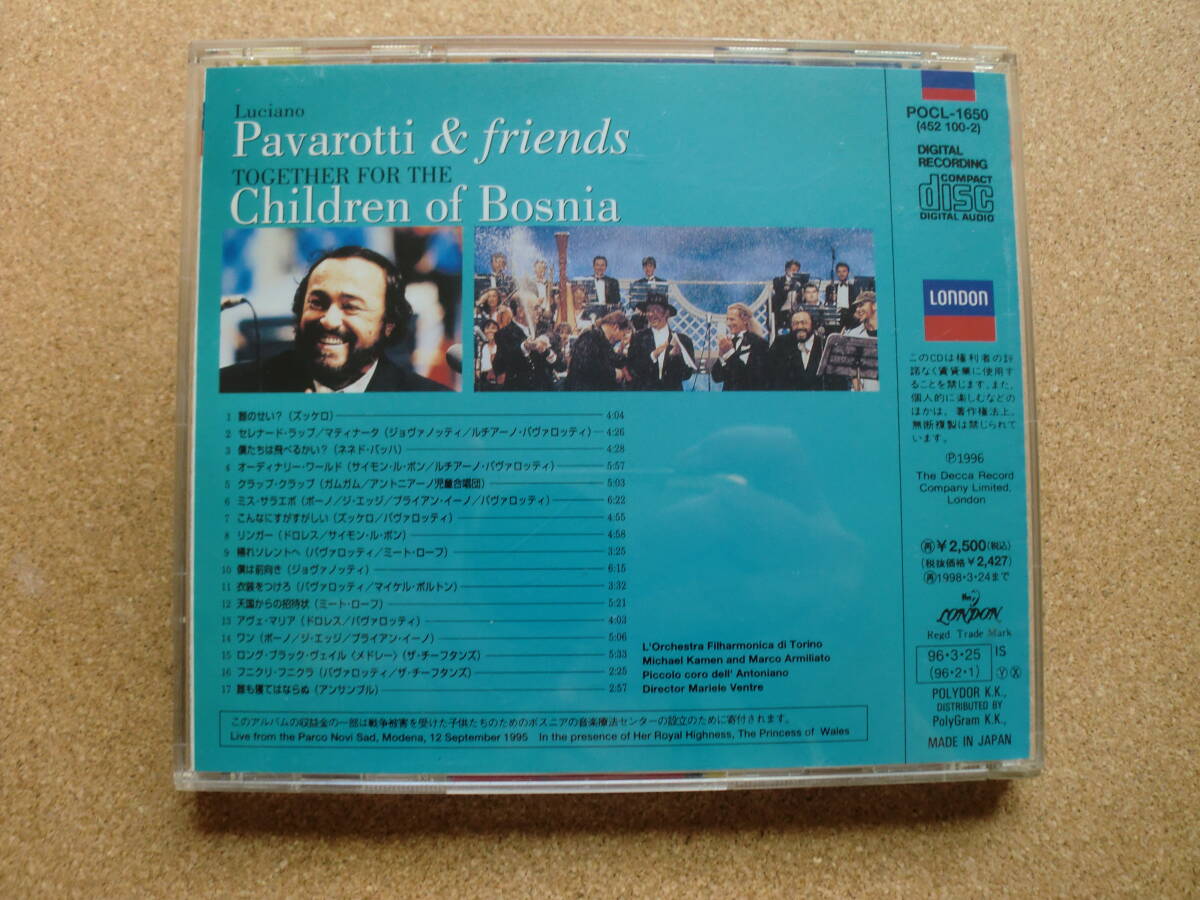 Luciano
Pavarotti & friends
TOGETHER FOR THE
Children of Bosnia
1 誰のせい？（ズッケロ） 4:04
2 セレナード・ラップ／マティナータ（ジョヴァノッティ／ルチアーノ・パヴァロッティ） 4:26
3 僕たちは飛べるかい？（ネネド・バッハ） 4:28
4 オーディナリー・ワールド（サイモン・ル・ボン／ルチアーノ・パヴァロッティ） 5:57
5 クラップ・クラップ（ガムガム／アントニアーノ児童合唱団） 5:03
6 ミス・サラエボ（ボーノ／ジ・エッジ／ブライアン・イーノ／パヴァロッティ） 6:22
7 こんなにすがすがしい（ズッケロ／パヴァロッティ） 4:55
8 リンガー（ドロレス／サイモン・ル・ボン） 4:58
9 帰れソレントへ（パヴァロッティ／ミート・ローフ） 3:25
10 僕は前向き（ジョヴァノッティ） 6:15
11 衣装をつけろ（パヴァロッティ／マイケル・ボルトン） 3:32
12 天国からの招待状（ミート・ローフ） 5:21
13 アヴェ・マリア（ドロレス／パヴァロッティ） 4:03
14 ワン（ボーノ／ジ・エッジ／ブライアン・イーノ） 5:06
15 ロング・ブラック・ヴェイル〈メドレー〉（ザ・チーフタンズ） 5:33
16 フニクリ・フニクラ（パヴァロッティ／ザ・チーフタンズ） 2:25
17 誰も寝てはならぬ（アンサンブル） 2:57
L'Orchestra Filharmonica di Torino
Michael Kamen and Marco Armiliato
Piccolo coro dell' Antoniano
Director Mariele Ventre
このアルバムの収益金の一部は戦争被害を受けた子供たちのためのボスニアの音楽療法センターの設立のために寄付されます。
Live from the Parco Novi Sad, Modena, 12 September 1995 In the presence of Her Royal Highness, The Princess of Wales
POCL-1650
(452 100-2)
DIGITAL
RECORDING
COMPACT
disc
DIGITAL AUDIO
LONDON
このCDは権利者の許
諾なく賃貸業に使用す
ることを禁じます。また、
個人的に楽しむなどの
ほかは、著作権法上、
無断複製は禁じられて
います。
Ⓟ1996
The Decca Record
Company Limited,
London
㊞¥2,500(税込)
(税抜価格¥2,427)
㊞1998・3・24まで
the
LONDON
Regd Trade Mark
96・3・25 IS
(96・2・1) Ⓨ Ⓧ
POLYDOR K.K.,
DISTRIBUTED BY
PolyGram K.K.,
MADE IN JAPAN